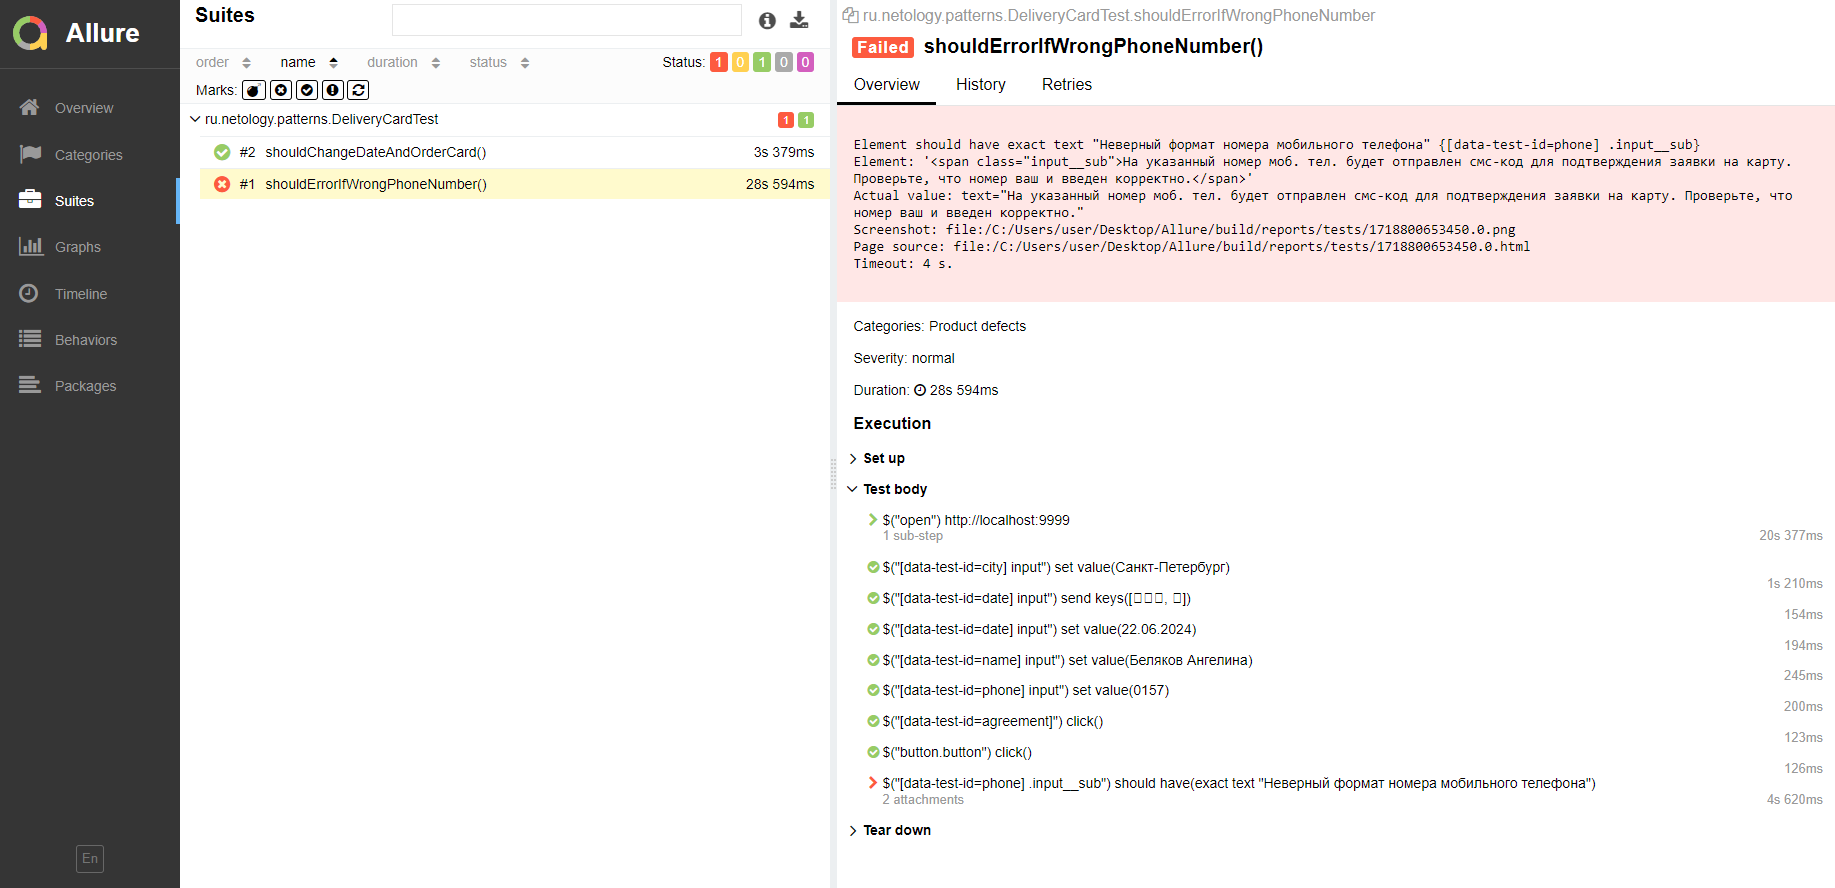 Allure
Overview
Categories
Suites
Graphs
Timeline
Behaviors
Packages
En
Suites
order name duration status Status: 1 0 1 0 0
Marks:
ru.netology.patterns.DeliveryCardTest 1 1
#2 shouldChangeDateAndOrderCard() 3s 379ms
#1 shouldErrorIfWrongPhoneNumber() 28s 594ms
ru.netology.patterns.DeliveryCardTest.shouldErrorIfWrongPhoneNumber
Failed shouldErrorIfWrongPhoneNumber()
Overview History Retries
Element should have exact text "Неверный формат номера мобильного телефона" {[data-test-id=phone] .input__sub}
Element: '<span class="input__sub">На указанный номер моб. тел. будет отправлен смс-код для подтверждения заявки на карту.
Проверьте, что номер ваш и введен корректно.</span>'
Actual value: text="На указанный номер моб. тел. будет отправлен смс-код для подтверждения заявки на карту. Проверьте, что
номер ваш и введен корректно."
Screenshot: file:/C:/Users/user/Desktop/Allure/build/reports/tests/1718800653450.0.png
Page source: file:/C:/Users/user/Desktop/Allure/build/reports/tests/1718800653450.0.html
Timeout: 4 s.
Categories: Product defects
Severity: normal
Duration: 28s 594ms
Execution
Set up
Test body
$("open") http://localhost:9999
1 sub-step 20s 377ms
$("[data-test-id=city] input") set value(Санкт-Петербург)
1s 210ms
$("[data-test-id=date] input") send keys([▯▯▯, ▯])
154ms
$("[data-test-id=date] input") set value(22.06.2024)
194ms
$("[data-test-id=name] input") set value(Беляков Ангелина)
245ms
$("[data-test-id=phone] input") set value(0157)
200ms
$("[data-test-id=agreement]") click()
123ms
$("button.button") click()
126ms
$("[data-test-id=phone] .input__sub") should have(exact text "Неверный формат номера мобильного телефона")
2 attachments 4s 620ms
Tear down